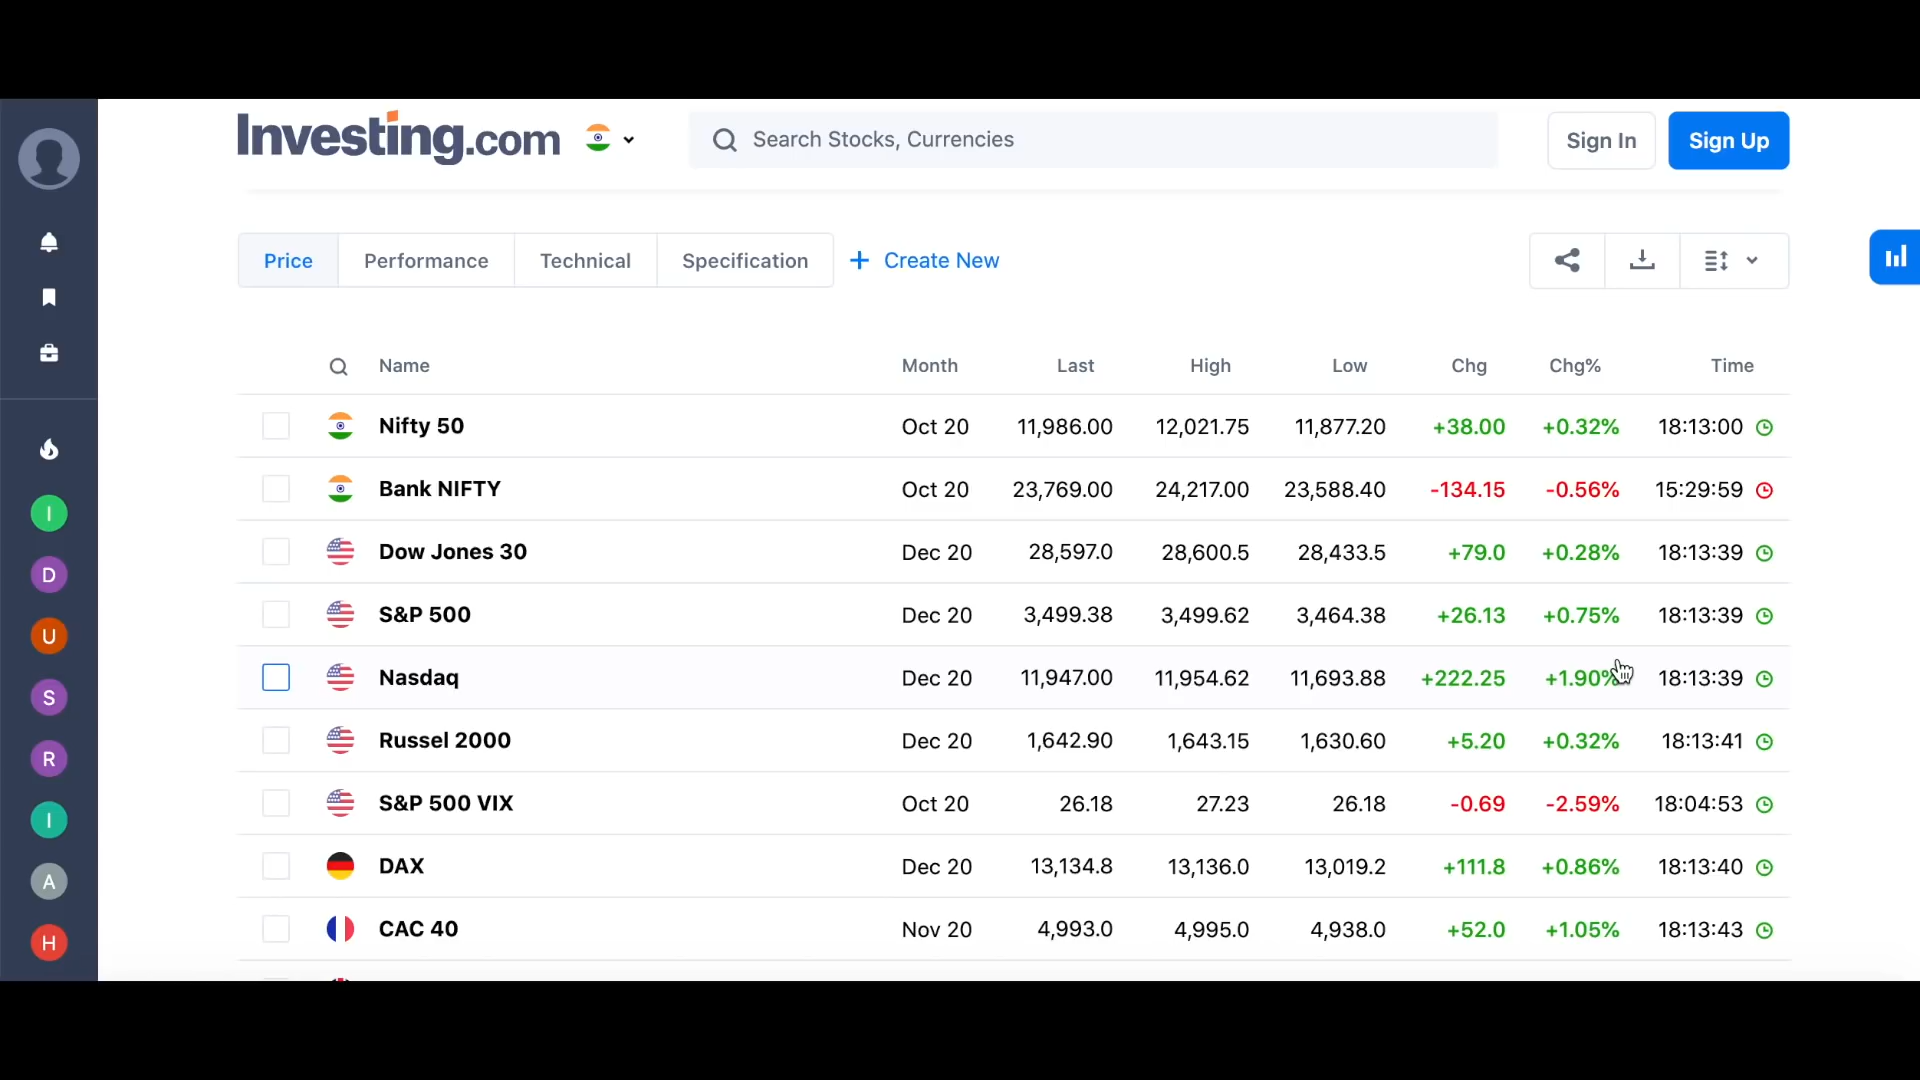 Investing.com
Search Stocks, Currencies
Sign In
Sign Up
Price Performance Technical Specification + Create New
Name Month Last High Low Chg Chg% Time
Nifty 50 Oct 20 11,986.00 12,021.75 11,877.20 +38.00 +0.32% 18:13:00
Bank NIFTY Oct 20 23,769.00 24,217.00 23,588.40 -134.15 -0.56% 15:29:59
Dow Jones 30 Dec 20 28,597.0 28,600.5 28,433.5 +79.0 +0.28% 18:13:39
S&P 500 Dec 20 3,499.38 3,499.62 3,464.38 +26.13 +0.75% 18:13:39
Nasdaq Dec 20 11,947.00 11,954.62 11,693.88 +222.25 +1.90% 18:13:39
Russel 2000 Dec 20 1,642.90 1,643.15 1,630.60 +5.20 +0.32% 18:13:41
S&P 500 VIX Oct 20 26.18 27.23 26.18 -0.69 -2.59% 18:04:53
DAX Dec 20 13,134.8 13,136.0 13,019.2 +111.8 +0.86% 18:13:40
CAC 40 Nov 20 4,993.0 4,995.0 4,938.0 +52.0 +1.05% 18:13:43
I
D
U
S
R
I
A
H